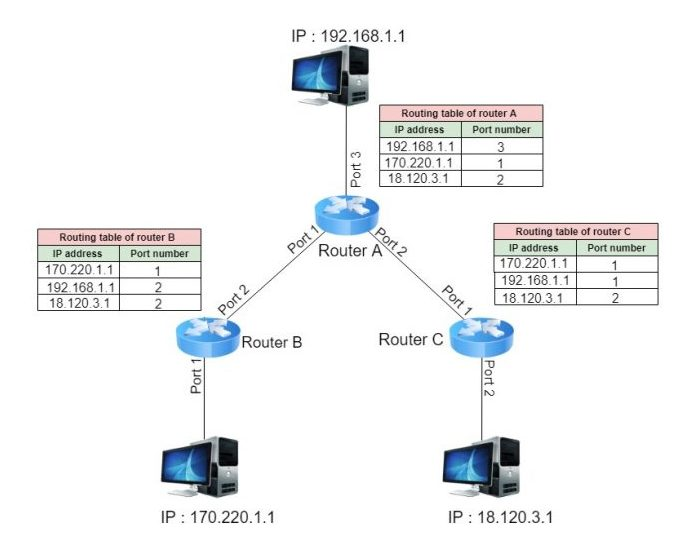 IP : 192.168.1.1
Routing table of router A
IP address Port number
192.168.1.1 3
170.220.1.1 1
18.120.3.1 2
Port 3
Port 1
Router A
Port 2
Routing table of router B
IP address Port number
170.220.1.1 1
192.168.1.1 2
18.120.3.1 2
Routing table of router C
IP address Port number
170.220.1.1 1
192.168.1.1 1
18.120.3.1 2
Port 2
Router B
Port 1
Port 1
Router C
Port 2
IP : 170.220.1.1
IP : 18.120.3.1